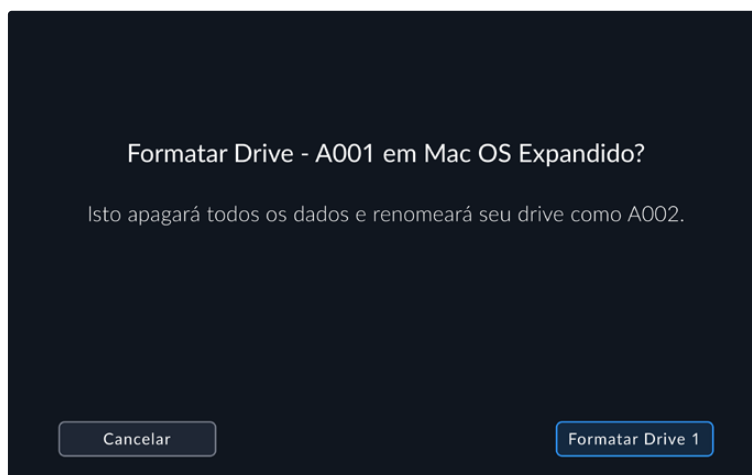 Formatar Drive - A001 em Mac OS Expandido?
Isto apagará todos os dados e renomeará seu drive como A002.
Cancelar
Formatar Drive 1